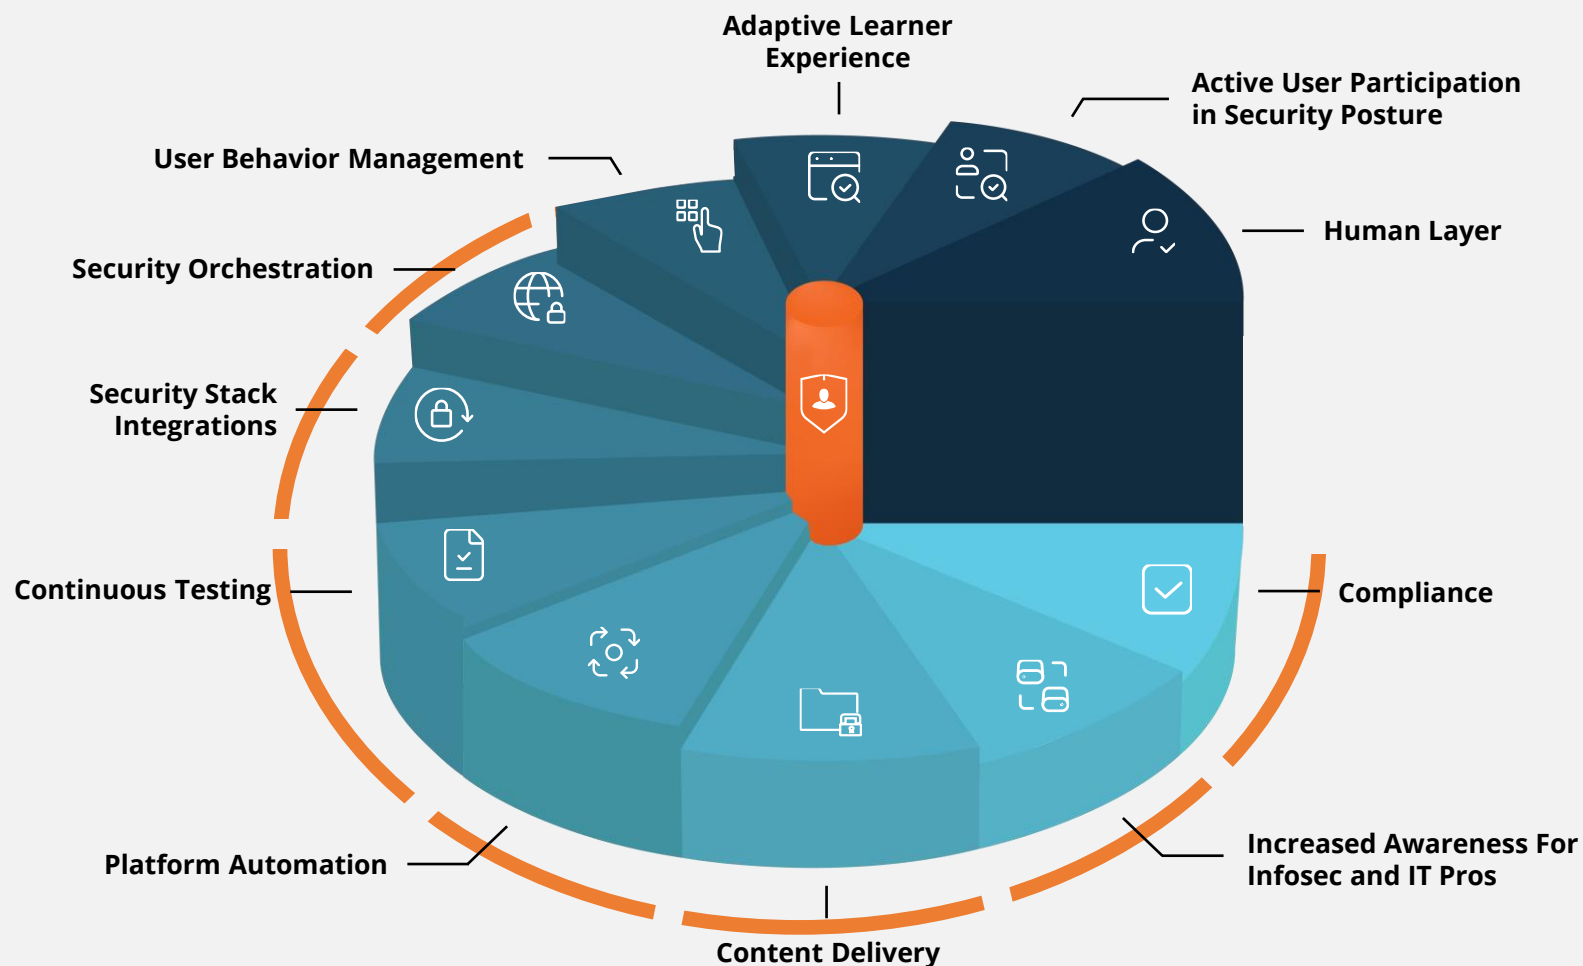 Adaptive Learner
Experience
Active User Participation
in Security Posture
User Behavior Management
Human Layer
Security Orchestration
Security Stack
Integrations
Continuous Testing
Compliance
Platform Automation
Increased Awareness For
Infosec and IT Pros
Content Delivery